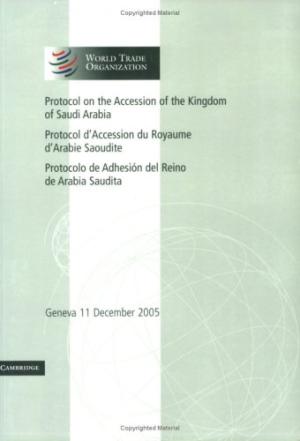 Copyrighted Material
WORLD TRADE
ORGANIZATION
Protocol on the Accession of the Kingdom
of Saudi Arabia
Protocol d'Accession du Royaume
d'Arabie Saoudite
Protocolo de Adhesión del Reino
de Arabia Saudita
Geneva 11 December 2005
CAMBRIDGE
Copyrighted Material